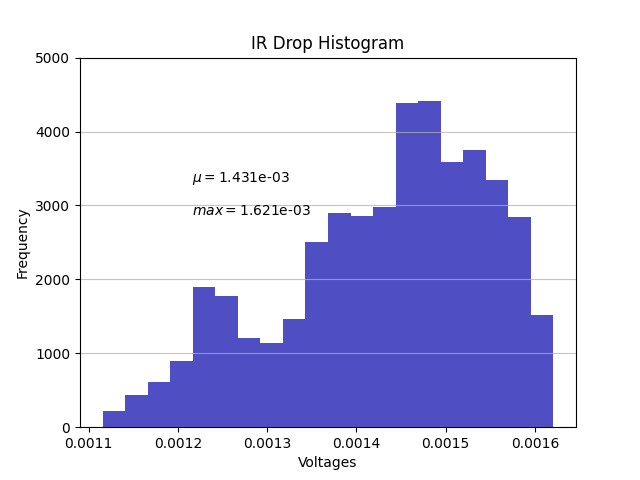 IR Drop Histogram
5000
4000
3000
2000
1000
0
Frequency
μ = 1.431e-03
max = 1.621e-03
0.0011 0.0012 0.0013 0.0014 0.0015 0.0016
Voltages